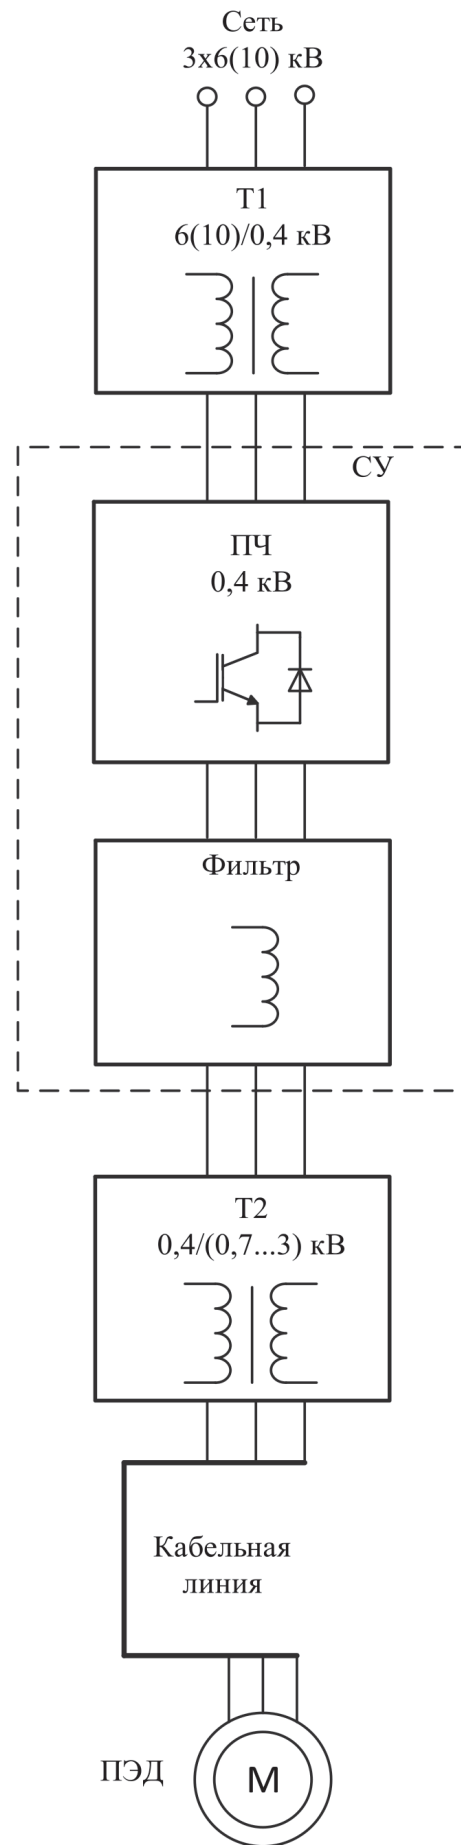 Сеть
3х6(10) кВ
Т1
6(10)/0,4 кВ
СУ
ПЧ
0,4 кВ
Фильтр
Т2
0,4/(0,7...3) кВ
Кабельная
линия
ПЭД
М